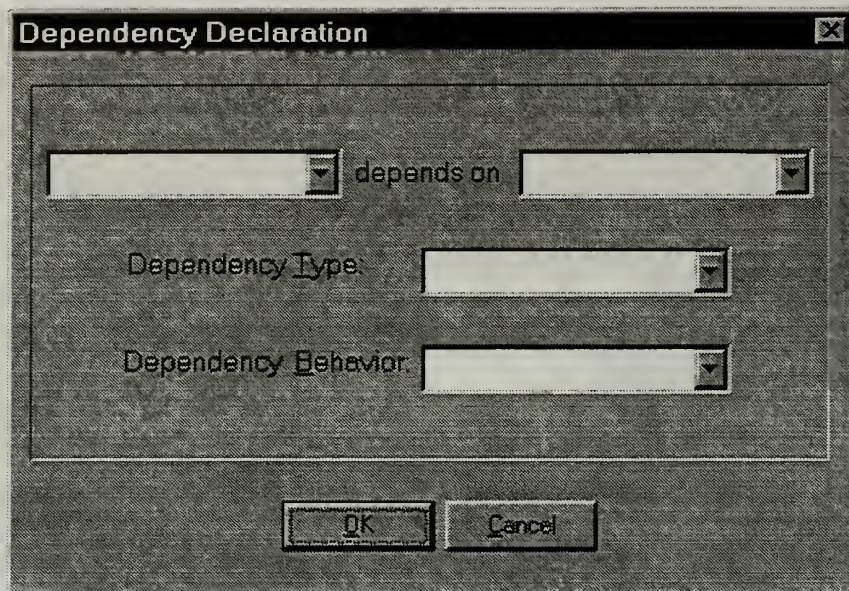 Dependency Declaration
depends on
Dependency Type:
Dependency Behavior:
OK Cancel